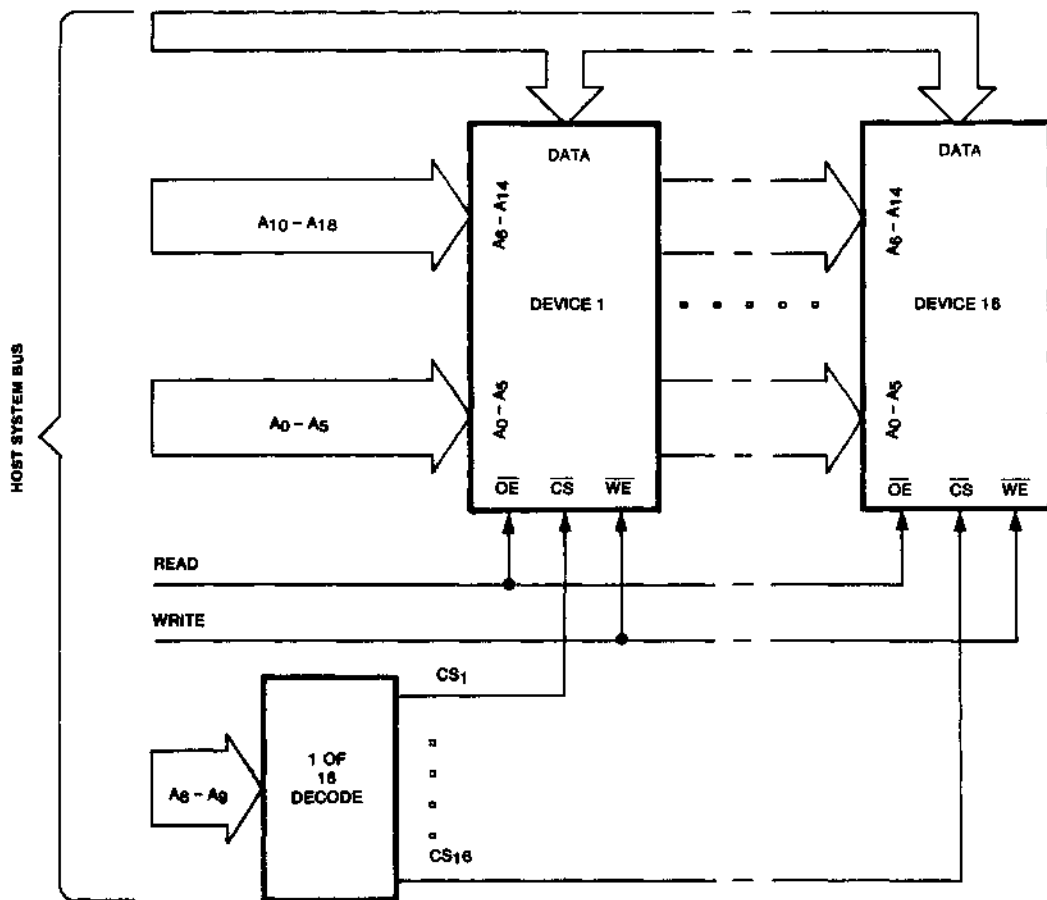 HOST SYSTEM BUS
DATA
DATA
A10 – A18
A6 – A14
A6 – A14
DEVICE 1
DEVICE 16
A0 – A5
A0 – A5
A0 – A5
OE CS WE
OE CS WE
READ
WRITE
CS1
1 OF
16
DECODE
A6 – A9
CS16